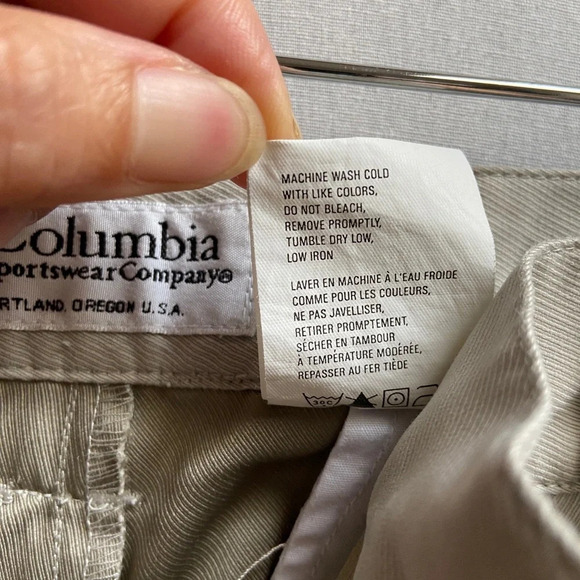 Columbia
portswearCompany®
RTLAND, OREGON U.S.A.
MACHINE WASH COLD
WITH LIKE COLORS,
DO NOT BLEACH,
REMOVE PROMPTLY,
TUMBLE DRY LOW,
LOW IRON
LAVER EN MACHINE À L'EAU FROIDE
COMME POUR LES COULEURS,
NE PAS JAVELLISER,
RETIRER PROMPTEMENT,
SÉCHER EN TAMBOUR
À TEMPÉRATURE MODÉRÉE,
REPASSER AU FER TIÈDE
30C